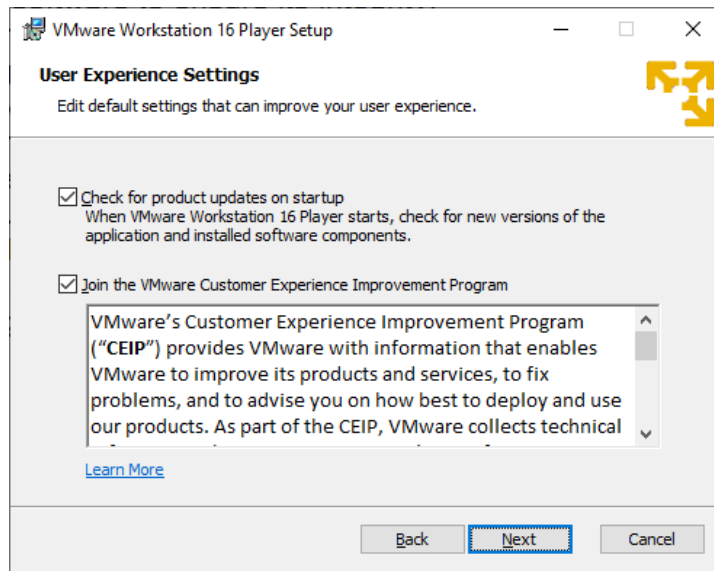 VMware Workstation 16 Player Setup
User Experience Settings
Edit default settings that can improve your user experience.
Check for product updates on startup
When VMware Workstation 16 Player starts, check for new versions of the
application and installed software components.
Join the VMware Customer Experience Improvement Program
VMware's Customer Experience Improvement Program
("CEIP") provides VMware with information that enables
VMware to improve its products and services, to fix
problems, and to advise you on how best to deploy and use
our products. As part of the CEIP, VMware collects technical
Learn More
Back Next Cancel